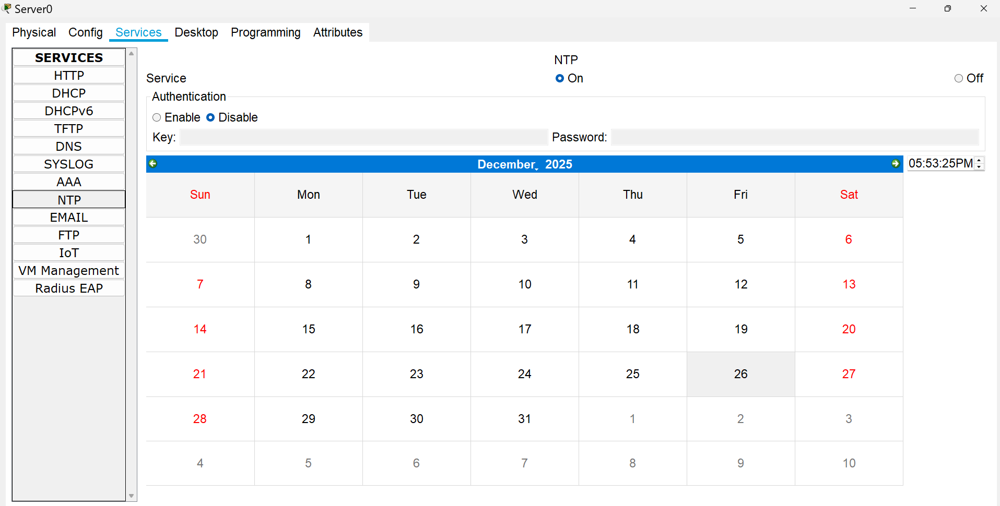 Server0
Physical Config Services Desktop Programming Attributes
SERVICES
HTTP
DHCP
DHCPv6
TFTP
DNS
SYSLOG
AAA
NTP
EMAIL
FTP
IoT
VM Management
Radius EAP
NTP
Service On Off
Authentication
Enable Disable
Key: Password:
December, 2025 05:53:25PM
Sun Mon Tue Wed Thu Fri Sat
30 1 2 3 4 5 6
7 8 9 10 11 12 13
14 15 16 17 18 19 20
21 22 23 24 25 26 27
28 29 30 31 1 2 3
4 5 6 7 8 9 10